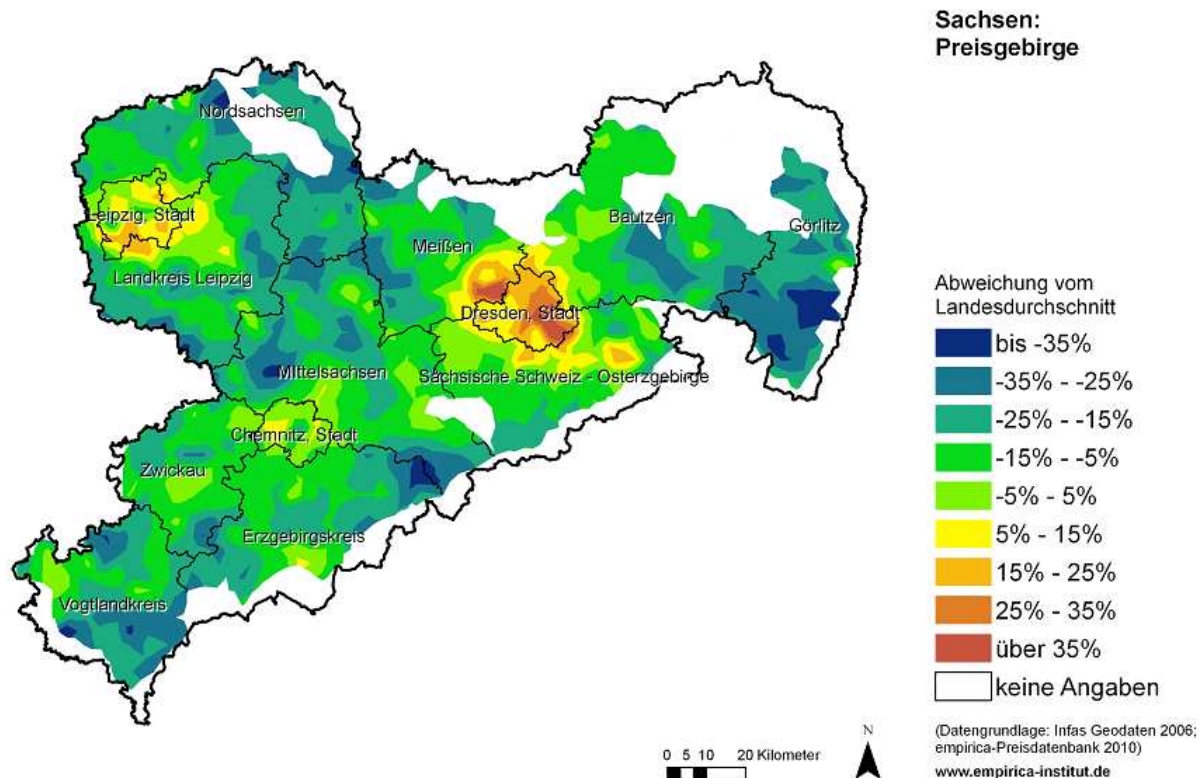 Sachsen:
Preisgebirge
Nordsachsen
Leipzig, Stadt
Bautzen
Görlitz
Meißen
Landkreis Leipzig
Dresden, Stadt
MIttelsachsen
Sächsische Schweiz - Osterzgebirge
Chemnitz, Stadt
Zwickau
Erzgebirgskreis
Vogtlandkreis
Abweichung vom
Landesdurchschnitt
bis -35%
-35% - -25%
-25% - -15%
-15% - -5%
-5% - 5%
5% - 15%
15% - 25%
25% - 35%
über 35%
keine Angaben
(Datengrundlage: Infas Geodaten 2006;
empirica-Preisdatenbank 2010)
www.empirica-institut.de
N
0 5 10 20 Kilometer